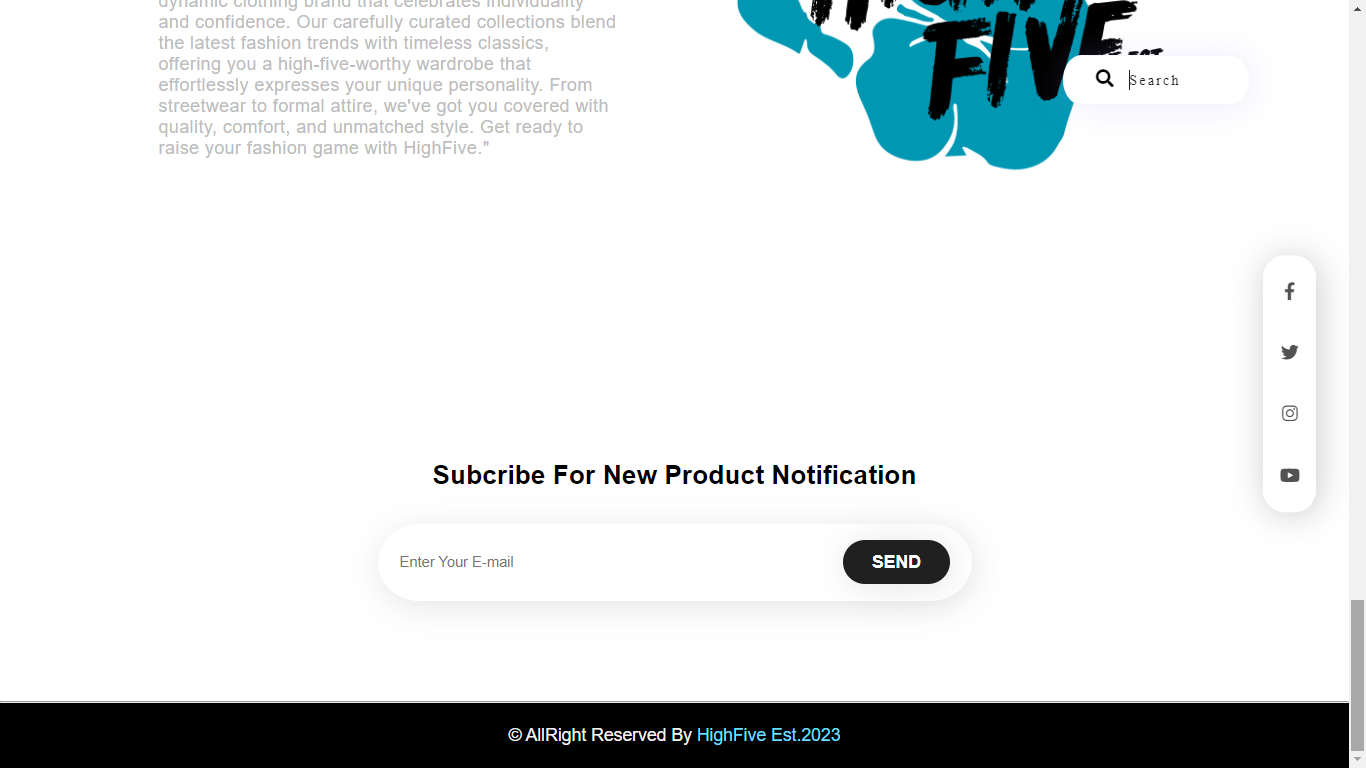 dynamic clothing brand that celebrates individuality
and confidence. Our carefully curated collections blend
the latest fashion trends with timeless classics,
offering you a high-five-worthy wardrobe that
effortlessly expresses your unique personality. From
streetwear to formal attire, we've got you covered with
quality, comfort, and unmatched style. Get ready to
raise your fashion game with HighFive."
FIVE
EST
Search
Subcribe For New Product Notification
Enter Your E-mail
SEND
© AllRight Reserved By HighFive Est.2023